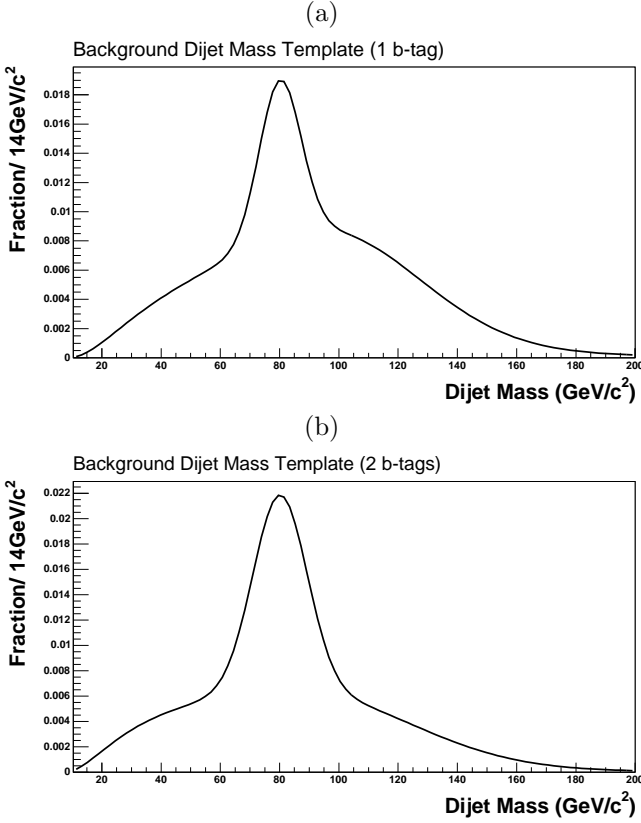 (a)
Background Dijet Mass Template (1 b-tag)
Fraction/ 14GeV/c²
0.018
0.016
0.014
0.012
0.01
0.008
0.006
0.004
0.002
0
20 40 60 80 100 120 140 160 180 200
Dijet Mass (GeV/c²)
(b)
Background Dijet Mass Template (2 b-tags)
Fraction/ 14GeV/c²
0.022
0.02
0.018
0.016
0.014
0.012
0.01
0.008
0.006
0.004
0.002
0
20 40 60 80 100 120 140 160 180 200
Dijet Mass (GeV/c²)